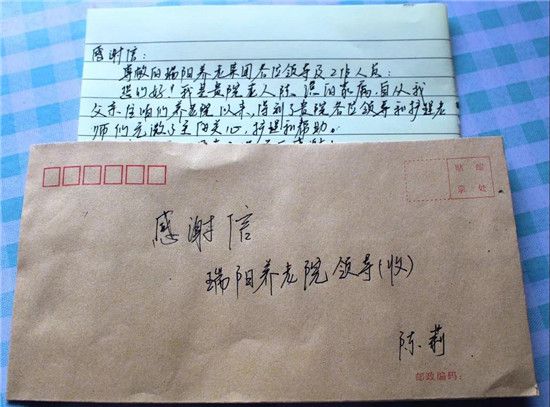 感谢信:
尊敬的瑞阳养老集团各位领导及工作人员:
您们好!我是贵院老人陈
家属,自从我
父亲住咱们养老院以来,得到了贵院各位领导和护理老
师们无微不至的关心,护理和帮助。
贴 邮
票 处
感谢信
瑞阳养老院领导(收)
陈莉
邮政编码: